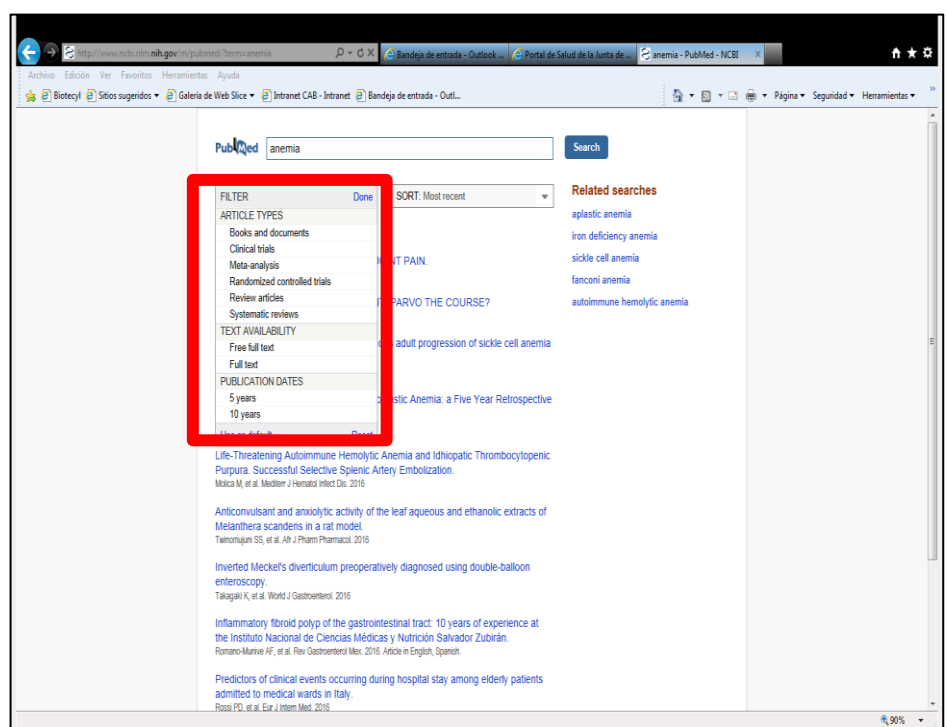 http://www.ncbi.nlm.nih.gov/m/pubmed/?term=anemia
Bandeja de entrada - Outlook ...
Portal de Salud de la Junta de ...
anemia - PubMed - NCBI
Archivo Edición Ver Favoritos Herramientas Ayuda
Biotecyl Sitios sugeridos Galería de Web Slice Intranet CAB - Intranet Bandeja de entrada - Outl...
Página Seguridad Herramientas
PubMed anemia Search
FILTER Done
SORT: Most recent
Related searches
ARTICLE TYPES
aplastic anemia
Books and documents
iron deficiency anemia
Clinical trials
sickle cell anemia
Meta-analysis
NT PAIN.
Randomized controlled trials
fanconi anemia
Review articles
PARVO THE COURSE?
autoimmune hemolytic anemia
Systematic reviews
TEXT AVAILABILITY
Free full text
adult progression of sickle cell anemia
Full text
PUBLICATION DATES
5 years
stic Anemia: a Five Year Retrospective
10 years
Use as default Reset
Life-Threatening Autoimmune Hemolytic Anemia and Idhiopatic Thrombocytopenic
Purpura. Successful Selective Splenic Artery Embolization.
Molica M, et al. Mediterr J Hematol Infect Dis. 2016
Anticonvulsant and anxiolytic activity of the leaf aqueous and ethanolic extracts of
Melanthera scandens in a rat model.
Twinomujuni SS, et al. Afr J Pharm Pharmacol. 2016
Inverted Meckel's diverticulum preoperatively diagnosed using double-balloon
enteroscopy.
Takagaki K, et al. World J Gastroenterol. 2016
Inflammatory fibroid polyp of the gastrointestinal tract: 10 years of experience at
the Instituto Nacional de Ciencias Médicas y Nutrición Salvador Zubirán.
Romano-Munive AF, et al. Rev Gastroenterol Mex. 2016. Article in English, Spanish.
Predictors of clinical events occurring during hospital stay among elderly patients
admitted to medical wards in Italy.
Rossi PD, et al. Eur J Intern Med. 2016
90%